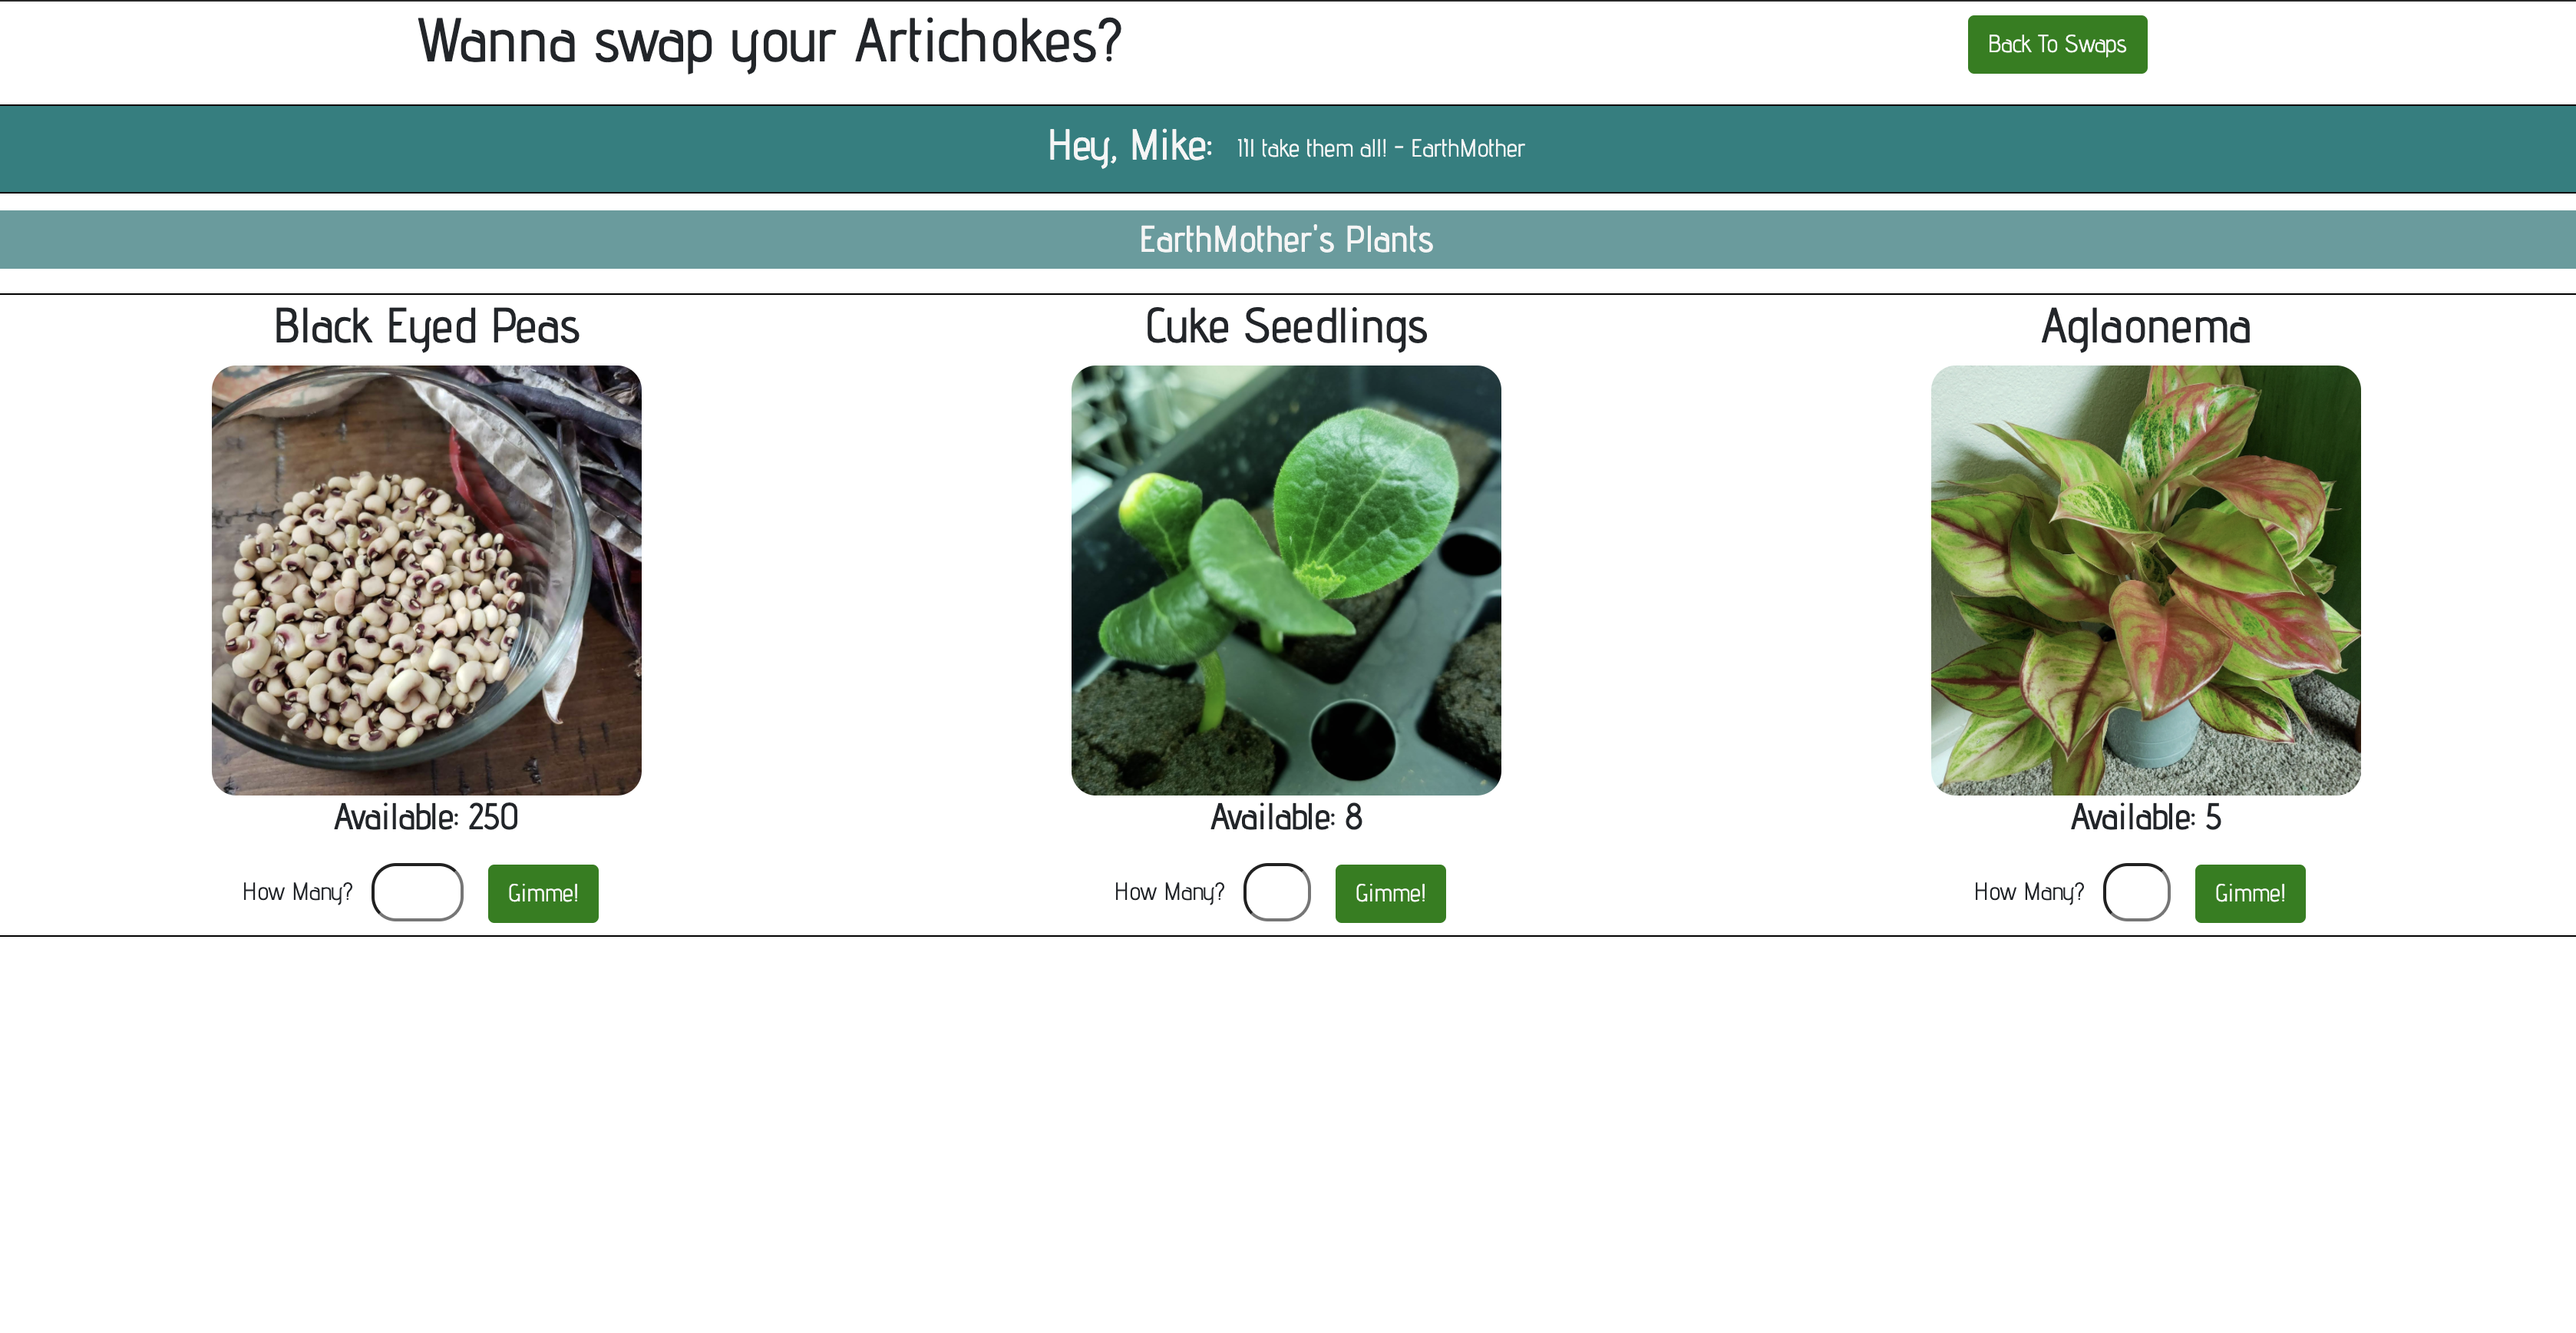 Wanna swap your Artichokes?
Back To Swaps
Hey, Mike: I'll take them all! - EarthMother
EarthMother's Plants
Black Eyed Peas
Cuke Seedlings
Aglaonema
Available: 250
Available: 8
Available: 5
How Many? Gimme!
How Many? Gimme!
How Many? Gimme!